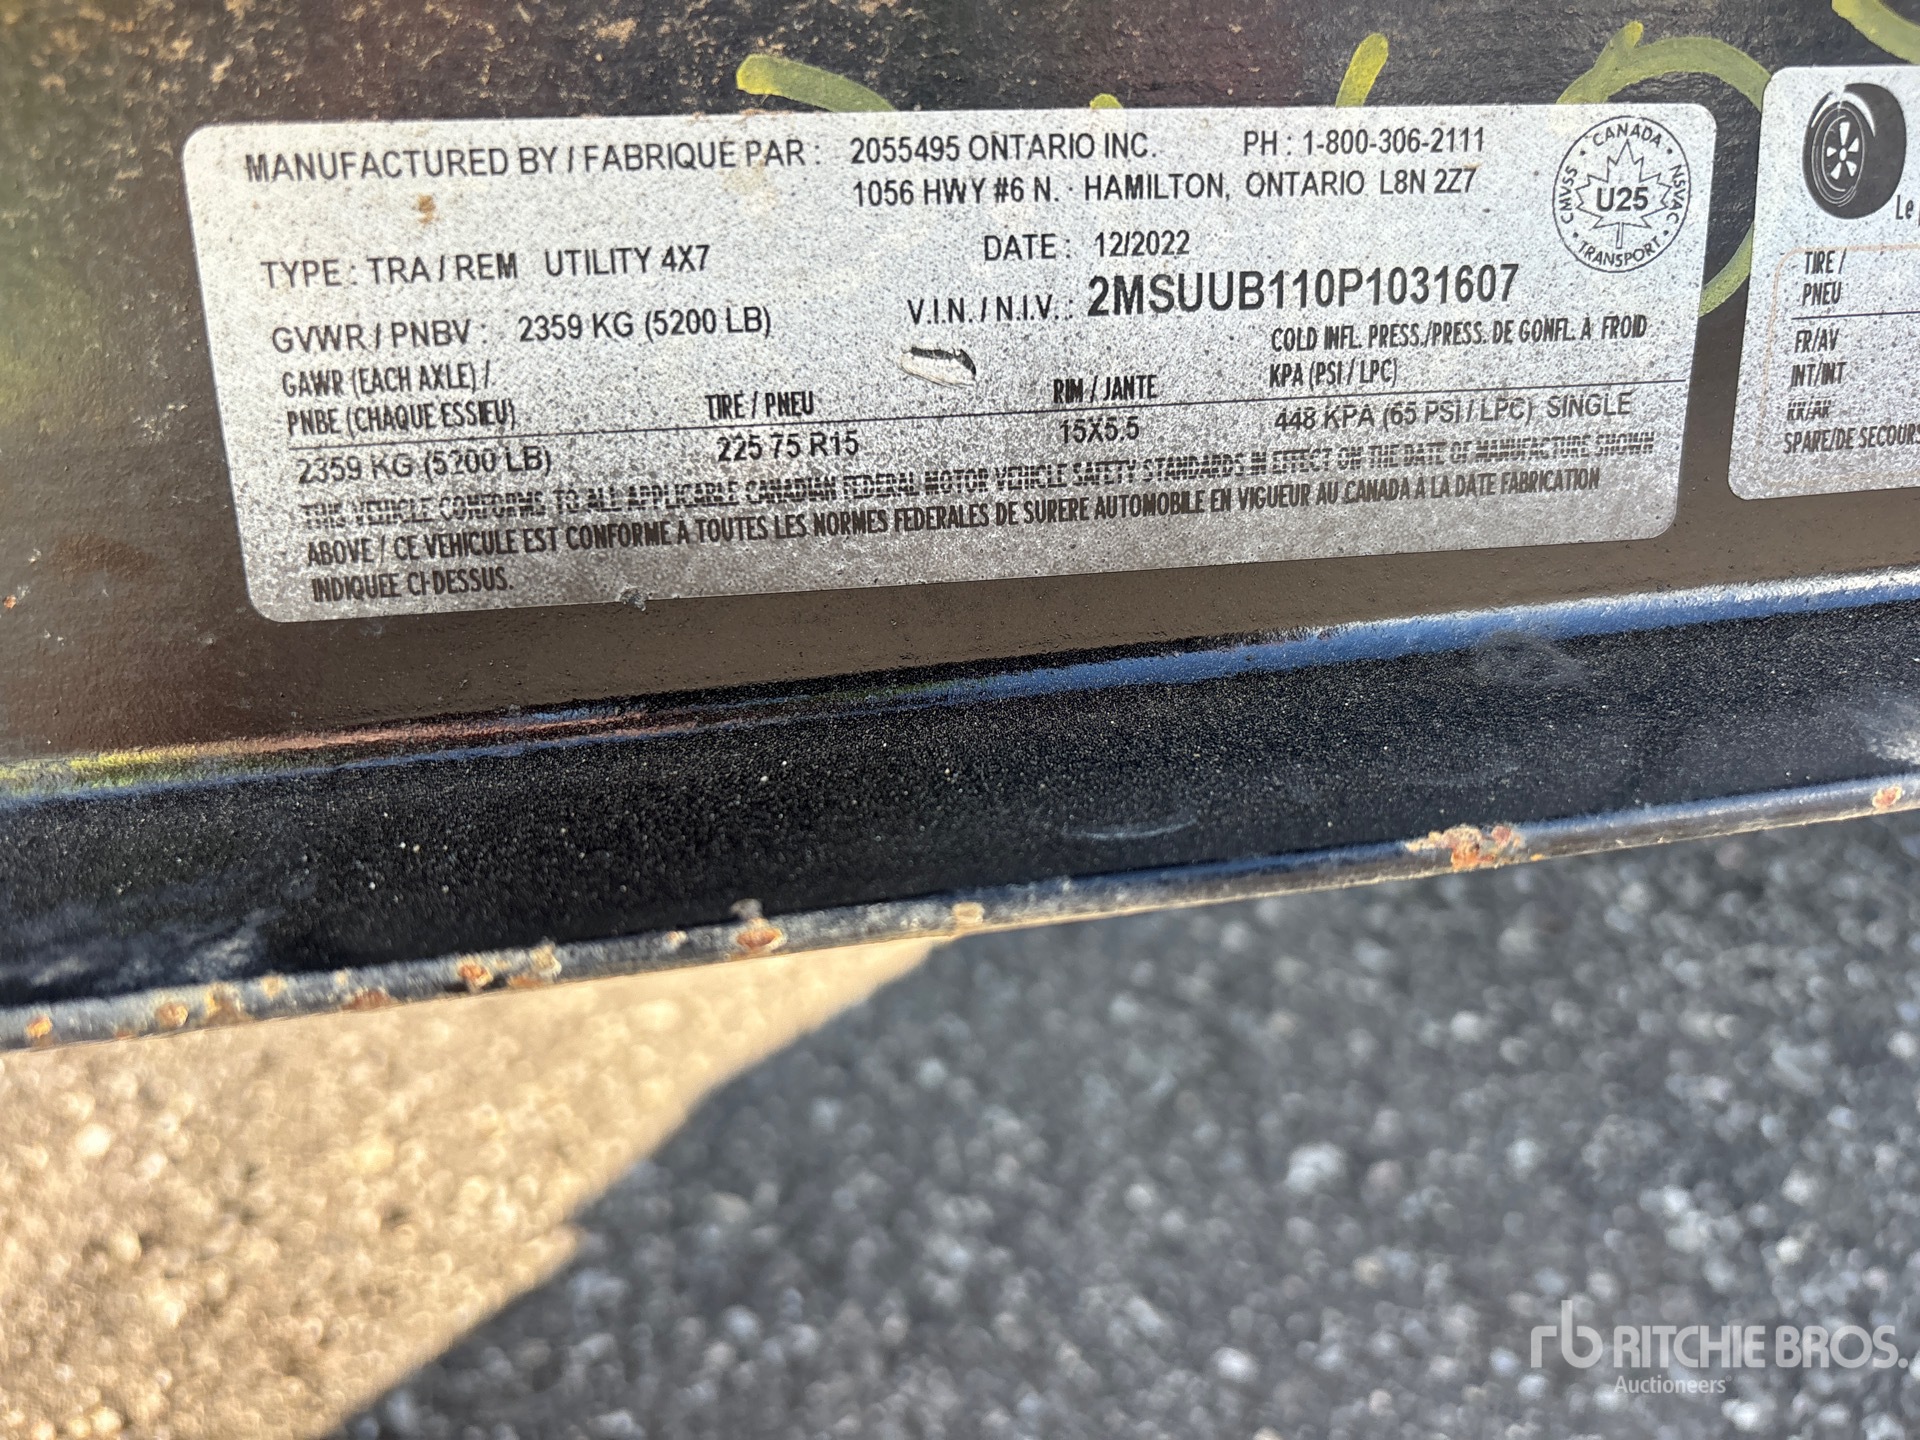 MANUFACTURED BY / FABRIQUE PAR : 2055495 ONTARIO INC. PH : 1-800-306-2111
1056 HWY #6 N. · HAMILTON, ONTARIO L8N 2Z7
TYPE : TRA / REM UTILITY 4X7 DATE : 12/2022
GVWR / PNBV : 2359 KG (5200 LB) V.I.N. / N.I.V. : 2MSUUB110P1031607
GAWR (EACH AXLE) / PNBE (CHAQUE ESSIEU) TIRE / PNEU RIM / JANTE COLD INFL. PRESS./PRESS. DE GONFL. À FROID KPA (PSI / LPC)
2359 KG (5200 LB) 225 75 R15 15X5.5 448 KPA (65 PSI / LPC) SINGLE
THIS VEHICLE CONFORMS TO ALL APPLICABLE CANADIAN FEDERAL MOTOR VEHICLE SAFETY STANDARDS IN EFFECT ON THE DATE OF MANUFACTURE SHOWN
ABOVE / CE VEHICULE EST CONFORME A TOUTES LES NORMES FEDERALES DE SURERE AUTOMOBILE EN VIGUEUR AU CANADA A LA DATE FABRICATION
INDIQUEE CI-DESSUS.
CANADA
CMVSS U25 NSVAC
TRANSPORT
Le
TIRE /
PNEU
FR/AV
INT/INT
RR/AR
SPARE/DE SECOURS
rb RITCHIE BROS.
Auctioneers